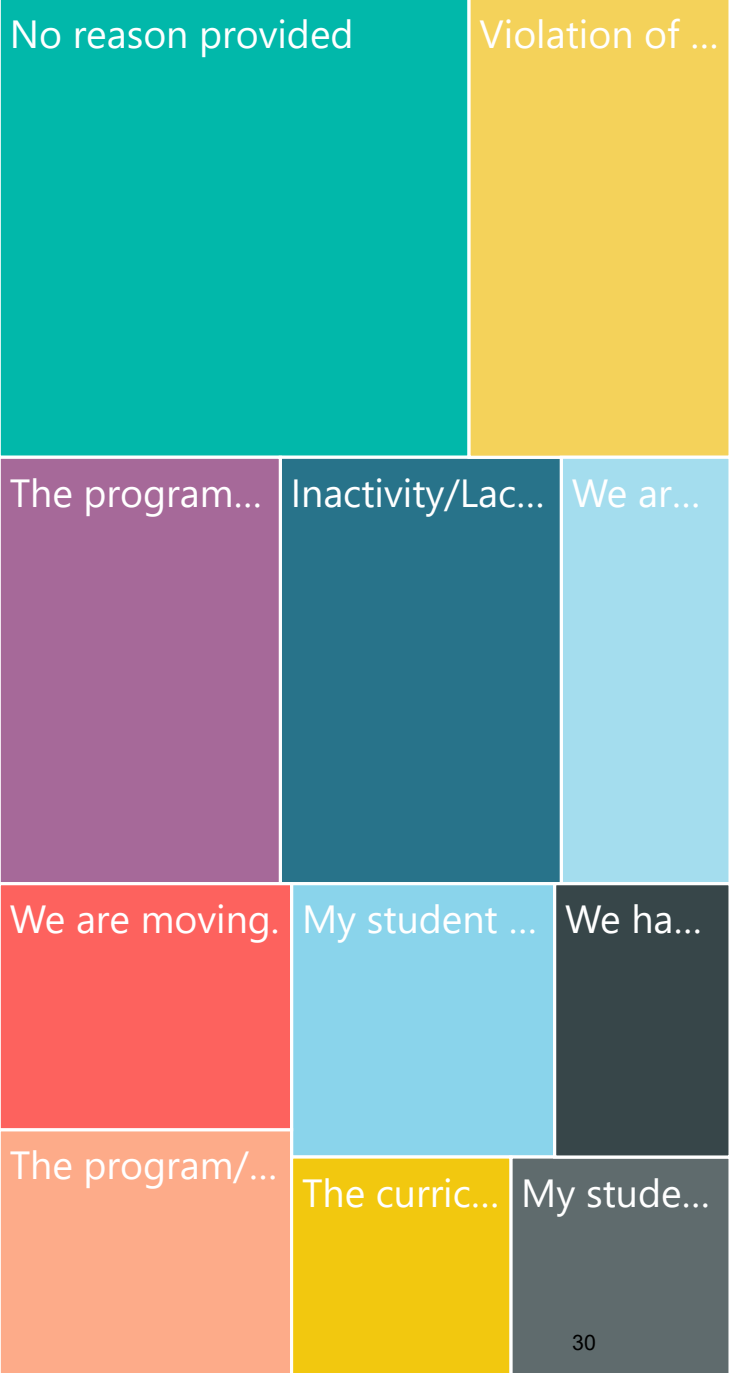 No reason provided
Violation of ...
The program...
Inactivity/Lac...
We ar...
We are moving.
My student ...
We ha...
The program/...
The curric...
My stude...
30